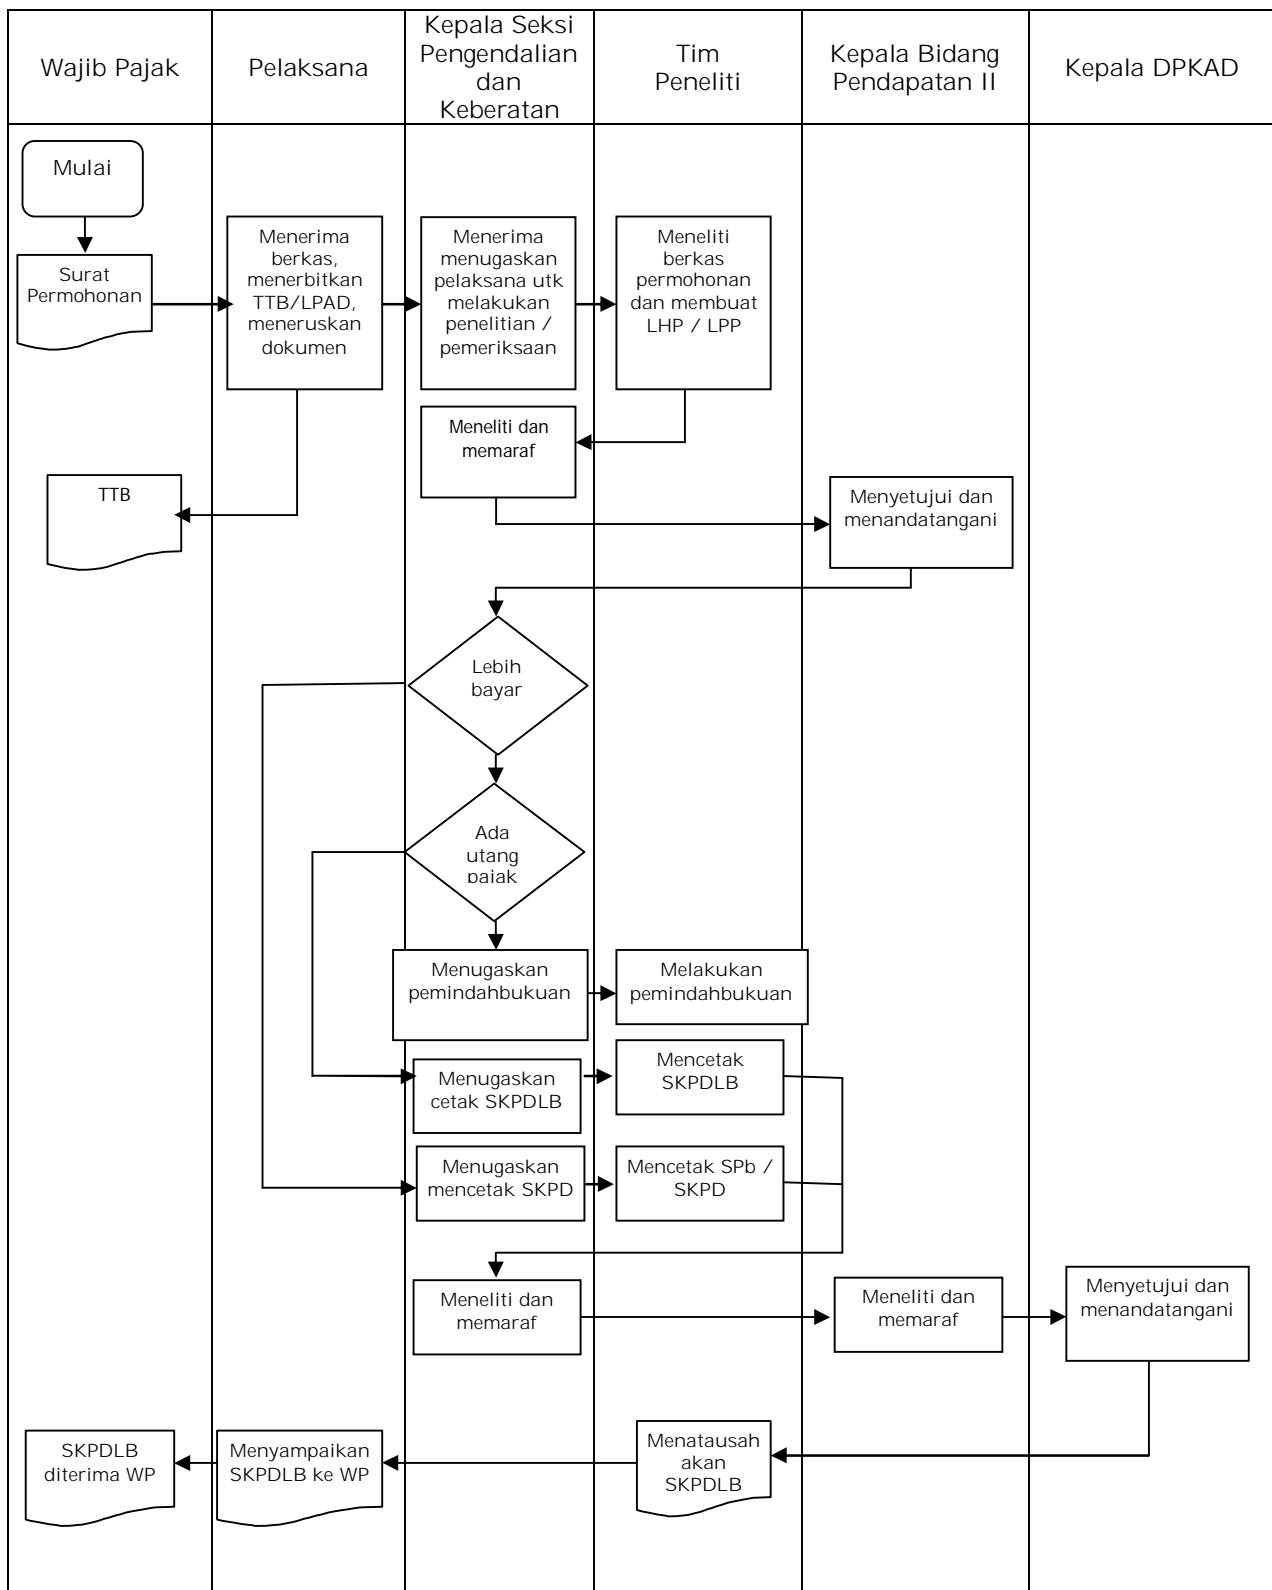 Wajib Pajak
Pelaksana
Kepala Seksi
Pengendalian
dan
Keberatan
Tim
Peneliti
Kepala Bidang
Pendapatan II
Kepala DPKAD
Mulai
Surat
Permohonan
Menerima
berkas,
menerbitkan
TTB/LPAD,
meneruskan
dokumen
Menerima
menugaskan
pelaksana utk
melakukan
penelitian /
pemeriksaan
Meneliti
berkas
permohonan
dan membuat
LHP / LPP
Meneliti dan
memaraf
TTB
Menyetujui dan
menandatangani
Lebih
bayar
Ada
utang
pajak
Menugaskan
pemindahbukuan
Melakukan
pemindahbukuan
Menugaskan
cetak SKPDLB
Mencetak
SKPDLB
Menugaskan
mencetak SKPD
Mencetak SPb /
SKPD
Meneliti dan
memaraf
Meneliti dan
memaraf
Menyetujui dan
menandatangani
SKPDLB
diterima WP
Menyampaikan
SKPDLB ke WP
Menatausah
akan
SKPDLB